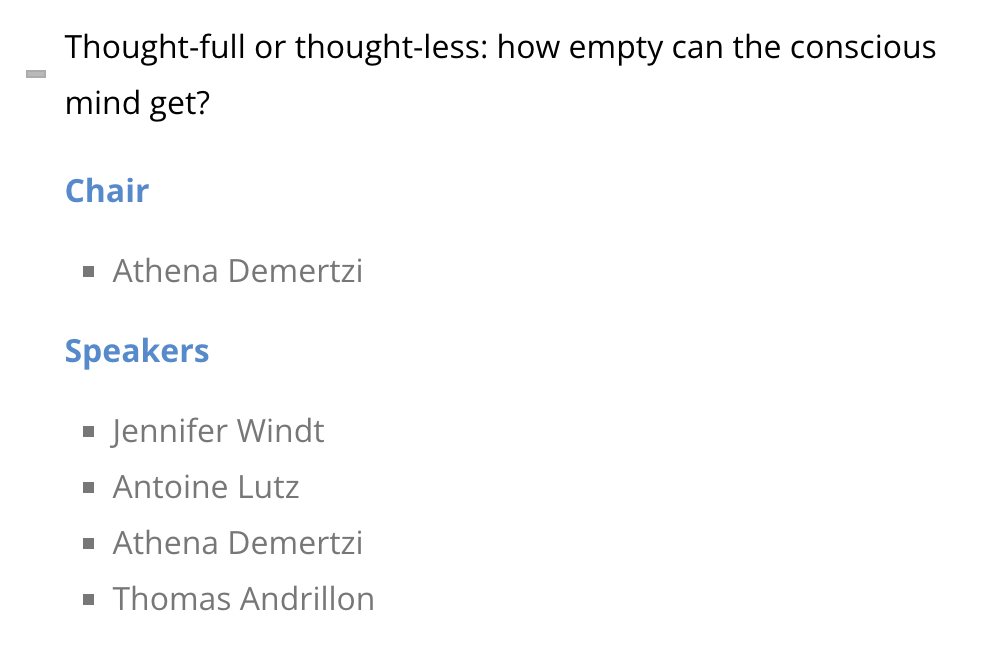 Thought-full or thought-less: how empty can the conscious
mind get?
Chair
Athena Demertzi
Speakers
Jennifer Windt
Antoine Lutz
Athena Demertzi
Thomas Andrillon